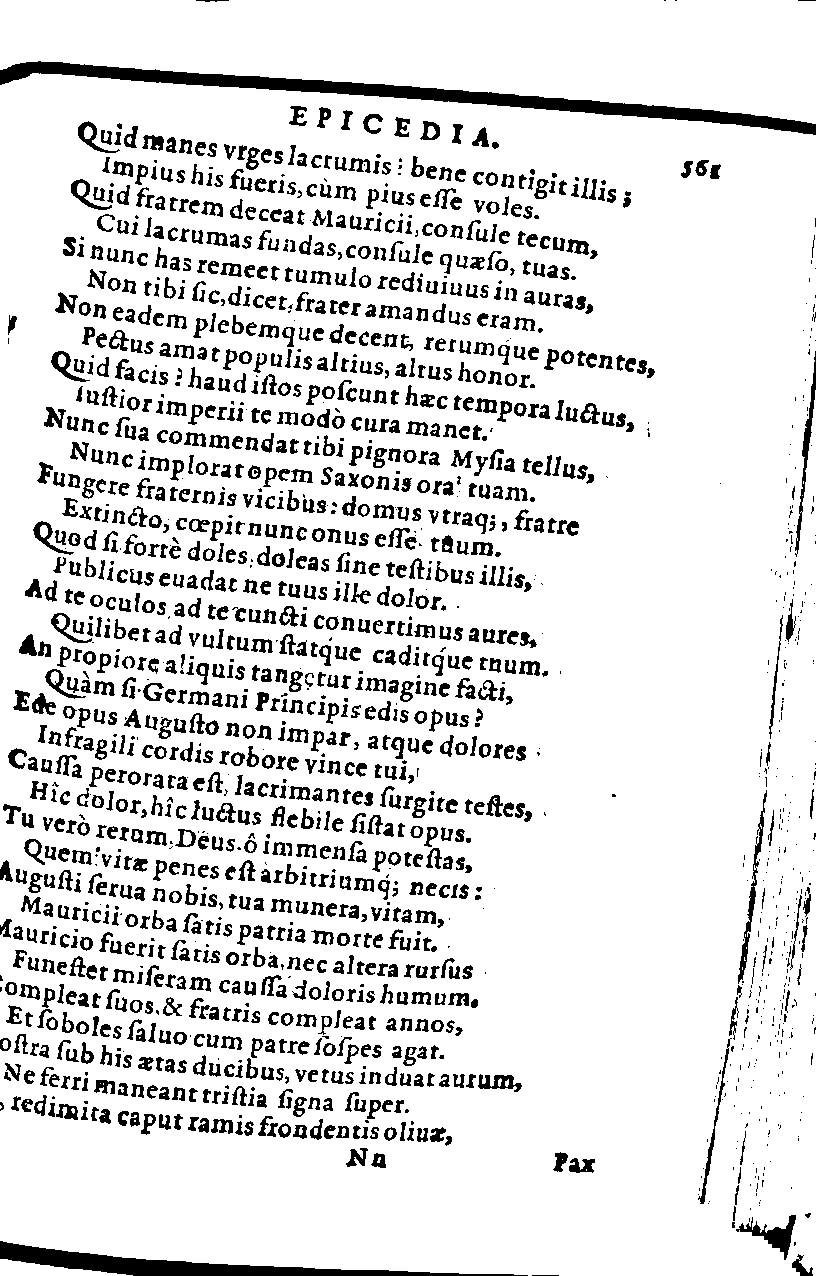 EPICEDIA. 561
Quid manes vrges lacrumis? bene contigit illis;
Impius his fueris, cùm pius eſſe voles.
Quid fratrem deceat Mauricii, conſule tecum,
Cui lacrumas fundas, conſule quæſo, tuas.
Si nunc has remeet tumulo rediuiuus in auras,
Non tibi ſic, dicet, frater amandus eram.
Non eadem plebemque decent, rerumque potentes,
Pectus amat populis altius, altus honor.
Quid facis? haud iſtos poſcunt hæc tempora luctus,
Iuſtior imperii te modò cura manet.
Nunc ſua commendat tibi pignora Myſia tellus,
Nunc implorat opem Saxonis ora tuam.
Fungere fraternis vicibus: domus vtraq;, fratre
Extincto, cœpit nunc onus eſſe tuum.
Quod ſi fortè doles, doleas ſine teſtibus illis,
Publicus euadat ne tuus ille dolor.
Ad te oculos, ad te cuncti conuertimus aures,
Quilibet ad vultum ſtatq́ue caditq́ue tuum.
An propiore aliquis tangetur imagine facti,
Quàm ſi Germani Principis edis opus?
Ede opus Auguſto non impar, atque dolores
Infragili cordis robore vince tui,
Cauſſa perorata eſt, lacrimantes ſurgite teſtes,
Hîc dolor, hîc luctus flebile ſiſtat opus.
Tu verò rerum, Deus, ô immenſa poteſtas,
Quem vitæ penes eſt arbitriumq́; necis:
Auguſti ſerua nobis, tua munera, vitam,
Mauricii orba ſatis patria morte fuit.
Mauricio fuerit ſatis orba, nec altera rurſus
Funeſtet miſeram cauſſa doloris humum.
Compleat ſuos, & fratris compleat annos,
Et ſoboles ſaluo cum patre ſoſpes agat.
oſtra ſub his ætas ducibus, vetus induat aurum,
Ne ferri maneant triſtia ſigna ſuper.
, redimita caput ramis frondentis oliuæ,
Nn Pax